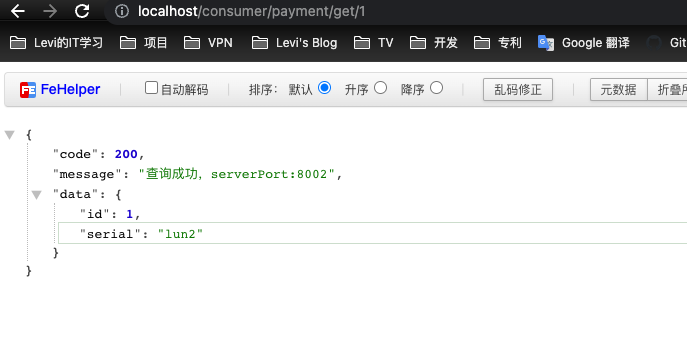 localhost/consumer/payment/get/1
Levi的IT学习 项目 VPN Levi's Blog TV 开发 专利 Google 翻译 Git
FE FeHelper 自动解码 排序: 默认 升序 降序 乱码修正 元数据 折叠所
{
"code": 200,
"message": "查询成功, serverPort:8002",
"data": {
"id": 1,
"serial": "lun2"
}
}